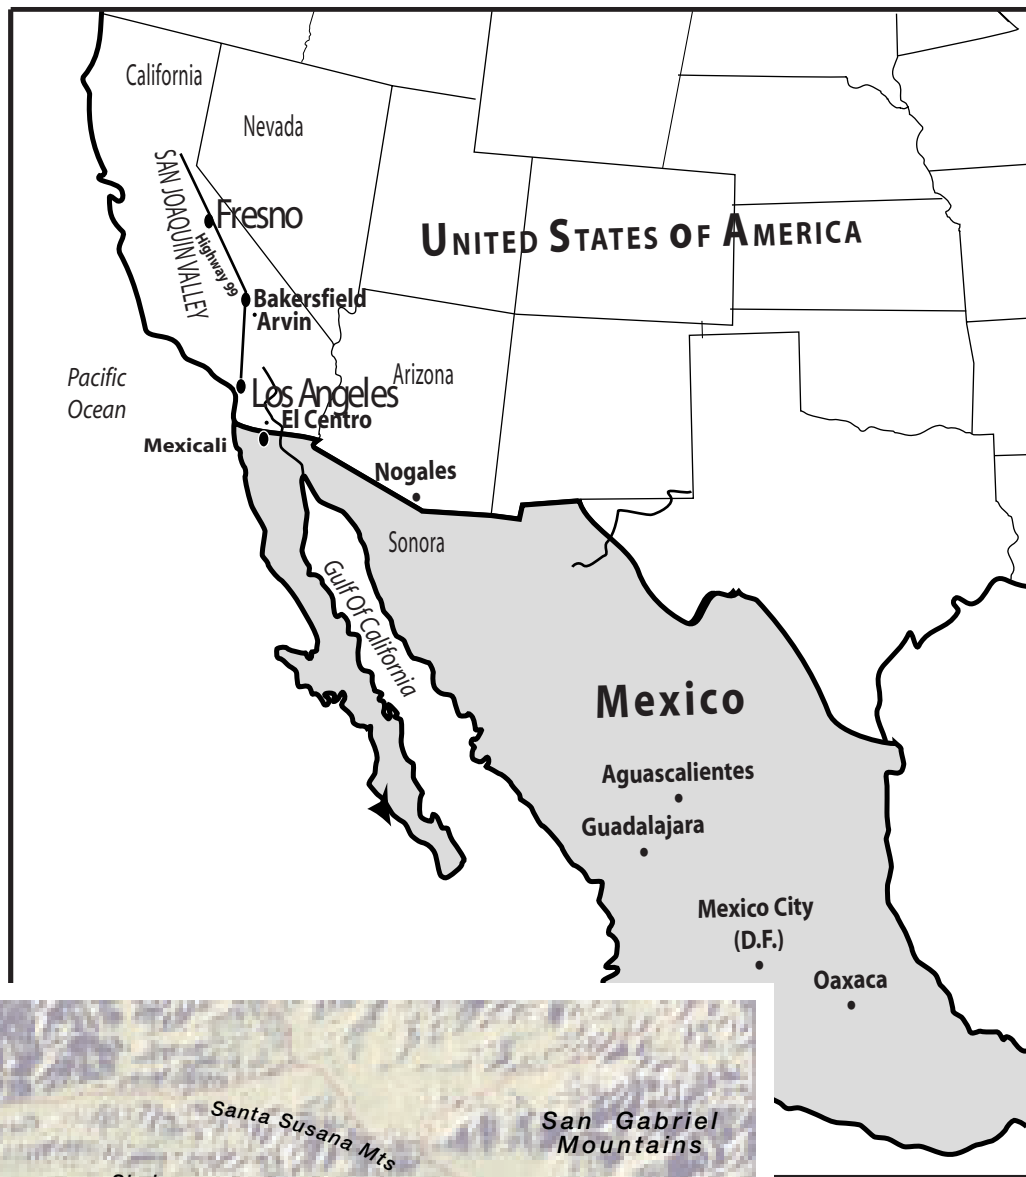 California
Nevada
SAN JOAQUIN VALLEY
Fresno
Highway 99
UNITED STATES OF AMERICA
Bakersfield
Arvin
Pacific
Ocean
Arizona
Los Angeles
El Centro
Mexicali
Nogales
Sonora
Gulf Of California
Mexico
Aguascalientes
Guadalajara
Mexico City
(D.F.)
Oaxaca
Santa Susana Mts
San Gabriel
Mountains